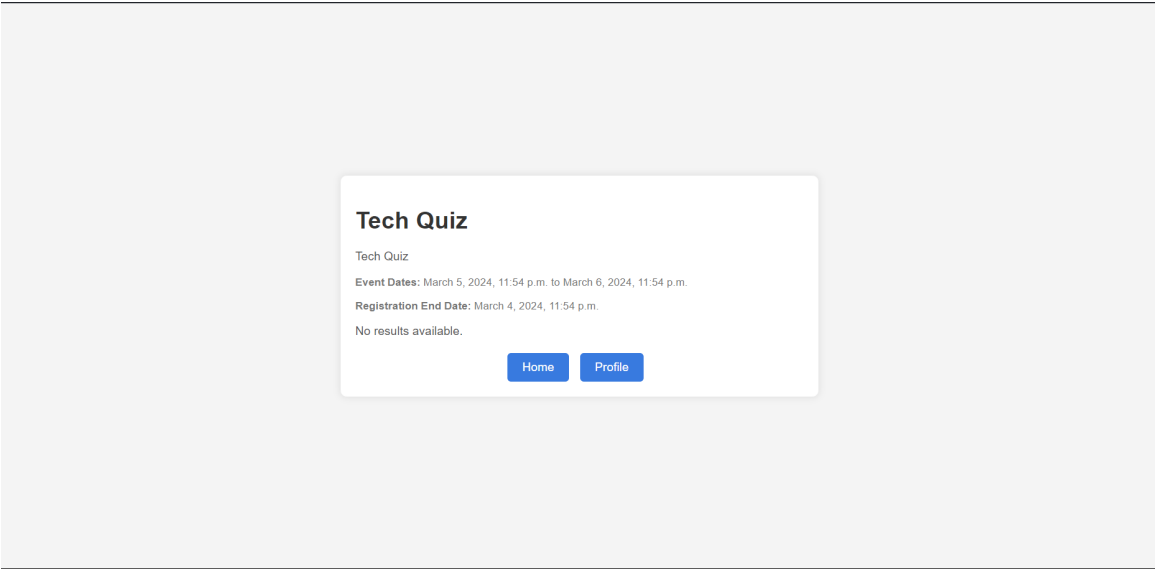 Tech Quiz
Tech Quiz
Event Dates: March 5, 2024, 11:54 p.m. to March 6, 2024, 11:54 p.m.
Registration End Date: March 4, 2024, 11:54 p.m.
No results available.
Home Profile